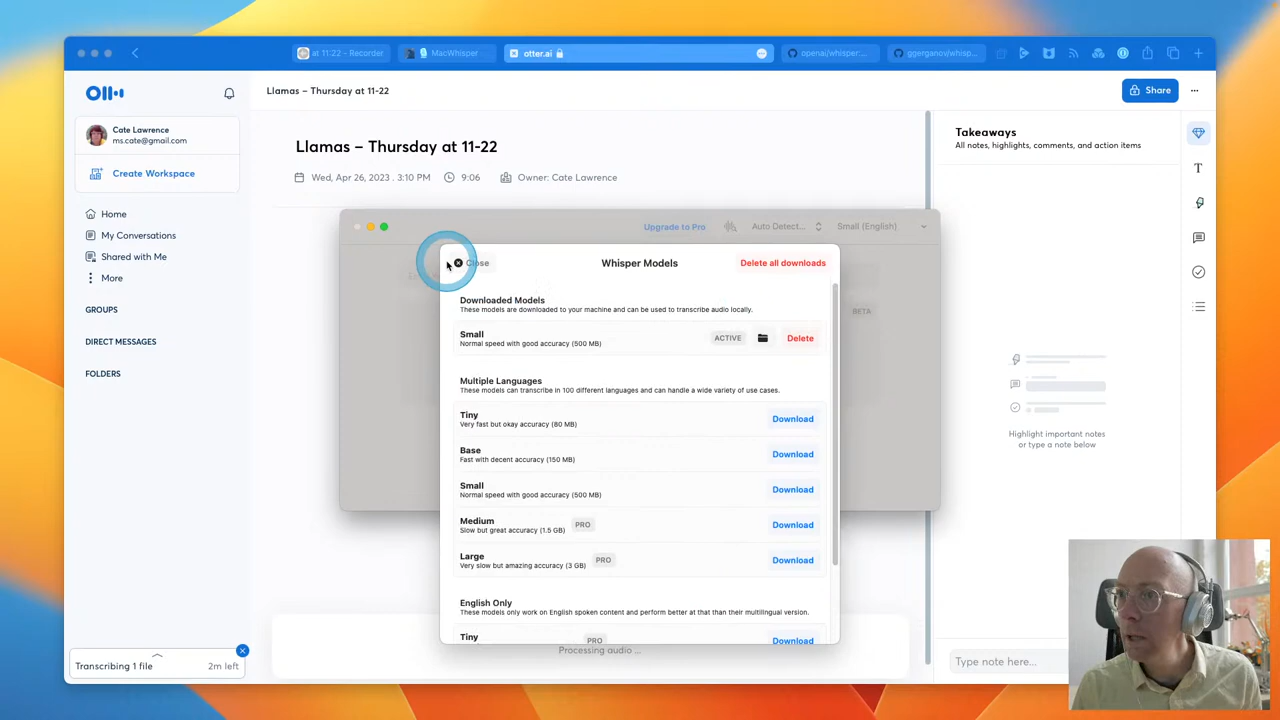 at 11:22 - Recorder
MacWhisper
otter.ai
openai/whisper:...
ggerganov/whisp...
Llamas – Thursday at 11-22
Share
Cate Lawrence
ms.cate@gmail.com
Create Workspace
Home
My Conversations
Shared with Me
More
GROUPS
DIRECT MESSAGES
FOLDERS
Transcribing 1 file
2m left
Llamas – Thursday at 11-22
Wed, Apr 26, 2023 . 3:10 PM
9:06
Owner: Cate Lawrence
Upgrade to Pro
Auto Detect...
Small (English)
BETA
Close
Whisper Models
Delete all downloads
Downloaded Models
These models are downloaded to your machine and can be used to transcribe audio locally.
Small
Normal speed with good accuracy (500 MB)
ACTIVE
Delete
Multiple Languages
These models can transcribe in 100 different languages and can handle a wide variety of use cases.
Tiny
Very fast but okay accuracy (80 MB)
Download
Base
Fast with decent accuracy (150 MB)
Download
Small
Normal speed with good accuracy (500 MB)
Download
Medium
Slow but great accuracy (1.5 GB)
PRO
Download
Large
Very slow but amazing accuracy (3 GB)
PRO
Download
English Only
These models only work on English spoken content and perform better at that than their multilingual version.
Tiny
PRO
Download
Processing audio ...
Takeaways
All notes, highlights, comments, and action items
Highlight important notes
or type a note below
Type note here...